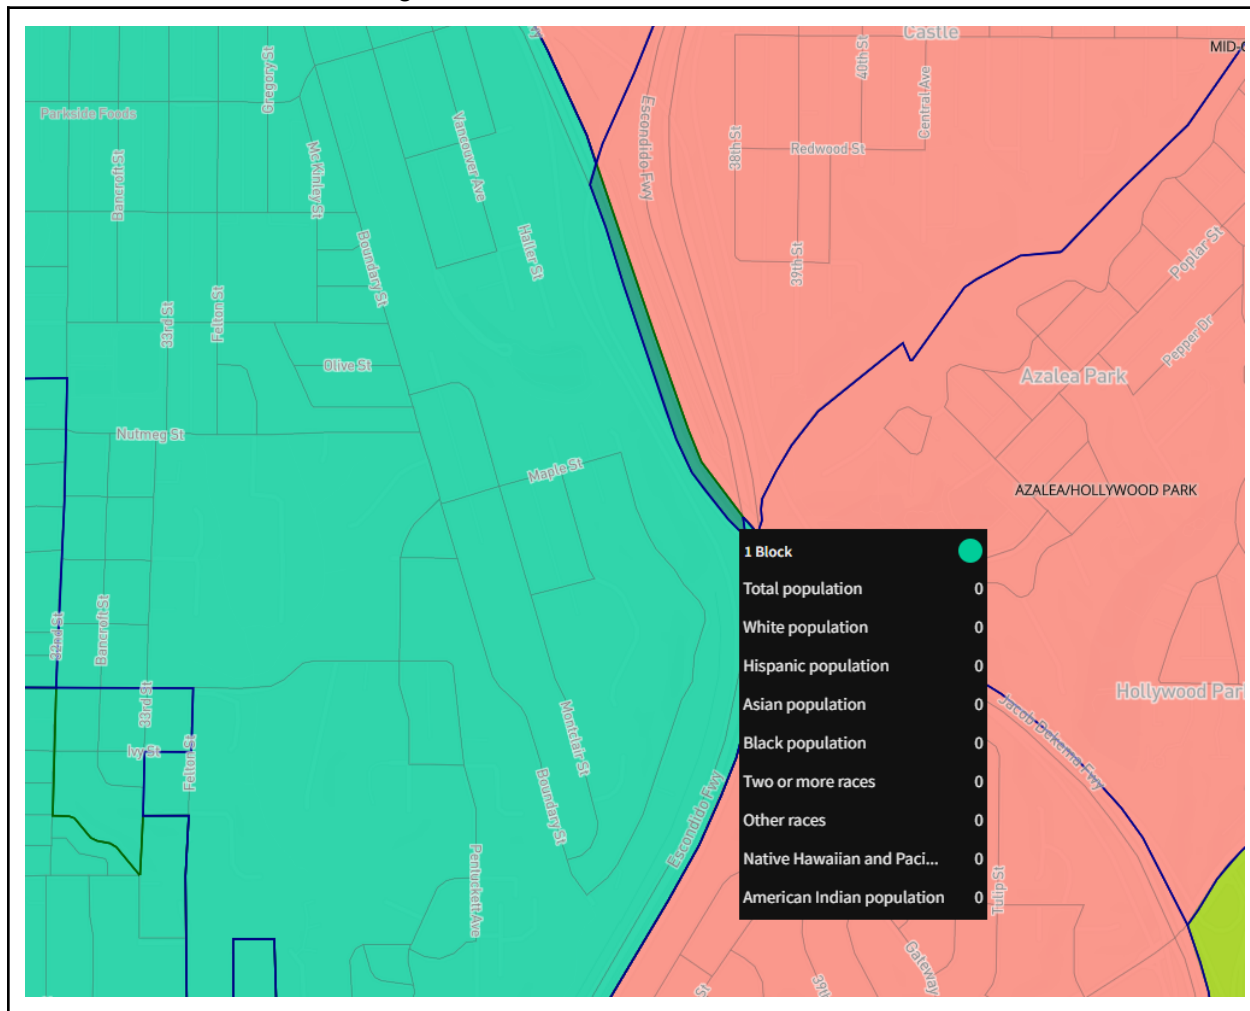 Castle
MID-
40th St
Central Ave
Gregory St
Escondido Fwy
Parkside Foods
Vancouver Ave
38th St
Redwood St
Mc Kinley St
Bancroft St
Haller St
Poplar St
Boundary St
39th St
33rd St
Felton St
Pepper Dr
Olive St
Azalea Park
Nutmeg St
Maple St
AZALEA/HOLLYWOOD PARK
1 Block
Total population 0
White population 0
Hispanic population 0
Asian population 0
Black population 0
Two or more races 0
Other races 0
Native Hawaiian and Paci... 0
American Indian population 0
32nd St
Bancroft St
33rd St
Hollywood Par
Ivy St
Felton St
Montclair St
Jacob Dekema Fwy
Boundary St
Escondido Fwy
Pentuckett Ave
Tulip St
Gateway
39th
St